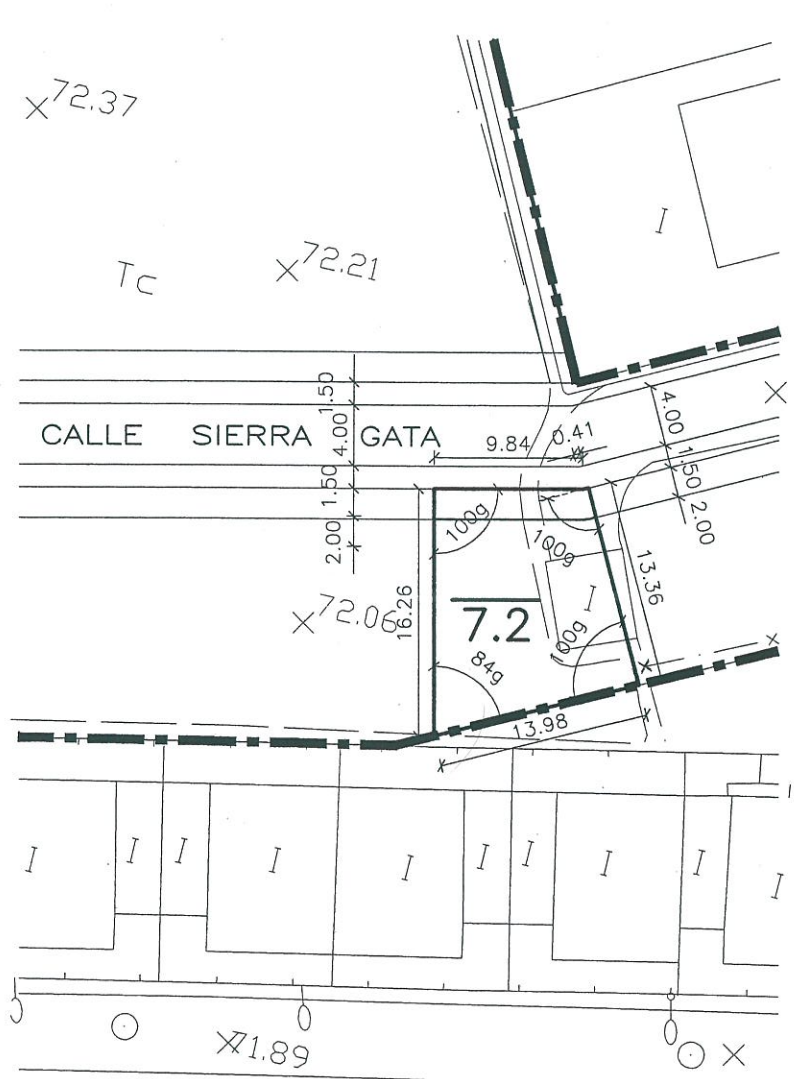 72.37
I
Tc
72.21
1.50
4.00
1.50
2.00
CALLE SIERRA GATA
9.84
0.41
4.00
1.50
2.00
100g
100g
13.36
72.06
16.26
7.2
I
100g
84g
13.98
I
I
I
I
I
I
I
I
I
I
71.89